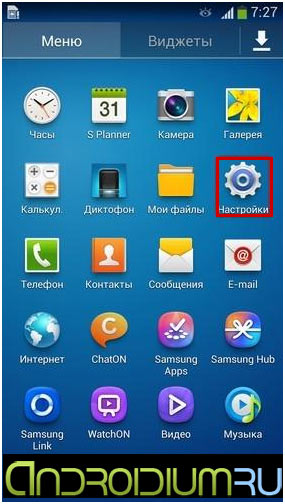 7:27
Меню Виджеты
31
Часы S Planner Камера Галерея
Калькул. Диктофон Мои файлы Настройки
@
Телефон Контакты Сообщения E-mail
C
Интернет ChatON Samsung Apps Samsung Hub
Samsung Link WatchON Видео Музыка
ANDROIDIUMRU